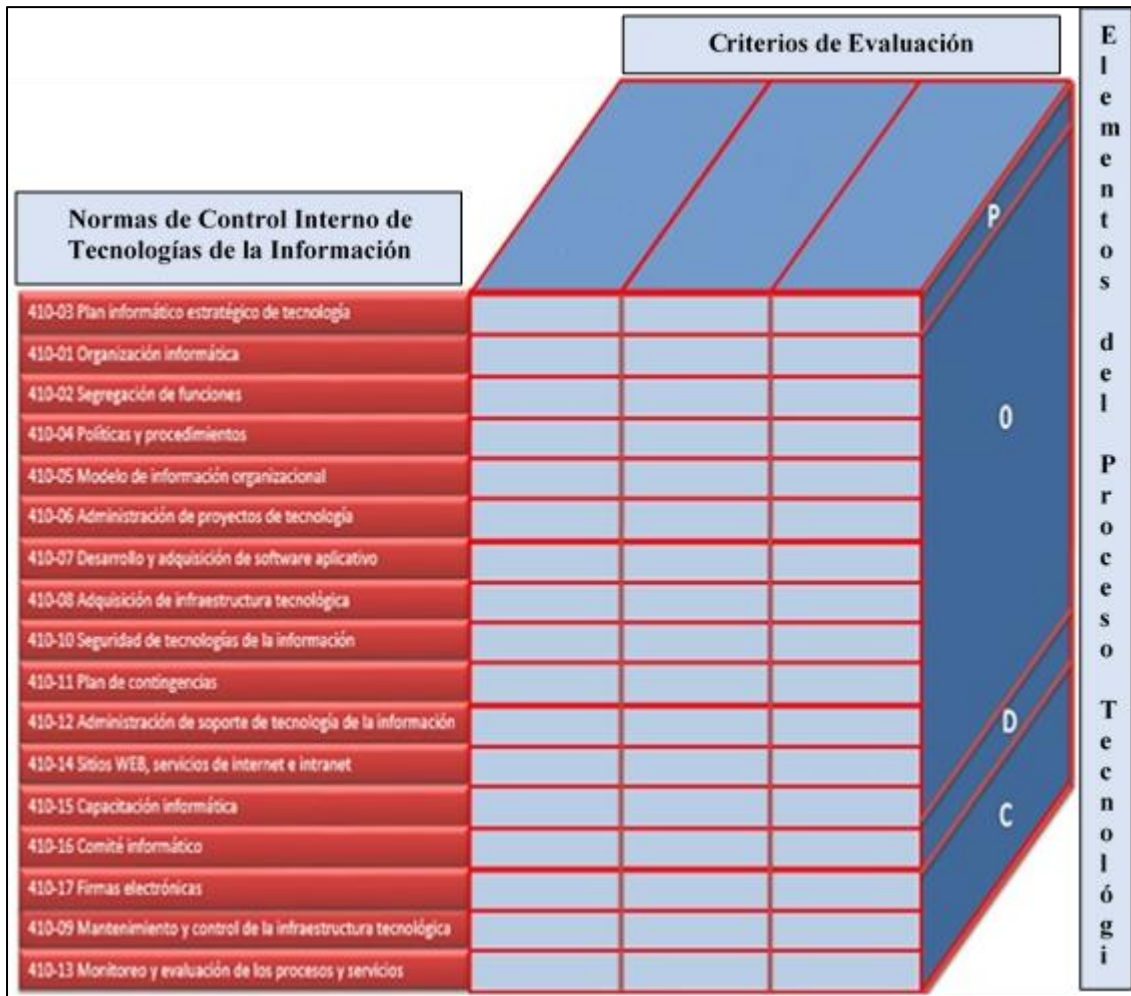 Criterios de Evaluación
Normas de Control Interno de
Tecnologías de la Información
410-03 Plan informático estratégico de tecnología
410-01 Organización informática
410-02 Segregación de funciones
410-04 Políticas y procedimientos
410-05 Modelo de información organizacional
410-06 Administración de proyectos de tecnología
410-07 Desarrollo y adquisición de software aplicativo
410-08 Adquisición de infraestructura tecnológica
410-10 Seguridad de tecnologías de la información
410-11 Plan de contingencias
410-12 Administración de soporte de tecnología de la información
410-14 Sitios WEB, servicios de internet e intranet
410-15 Capacitación informática
410-16 Comité informático
410-17 Firmas electrónicas
410-09 Mantenimiento y control de la infraestructura tecnológica
410-13 Monitoreo y evaluación de los procesos y servicios
P
O
D
C
Elementos del Proceso Tecnológi